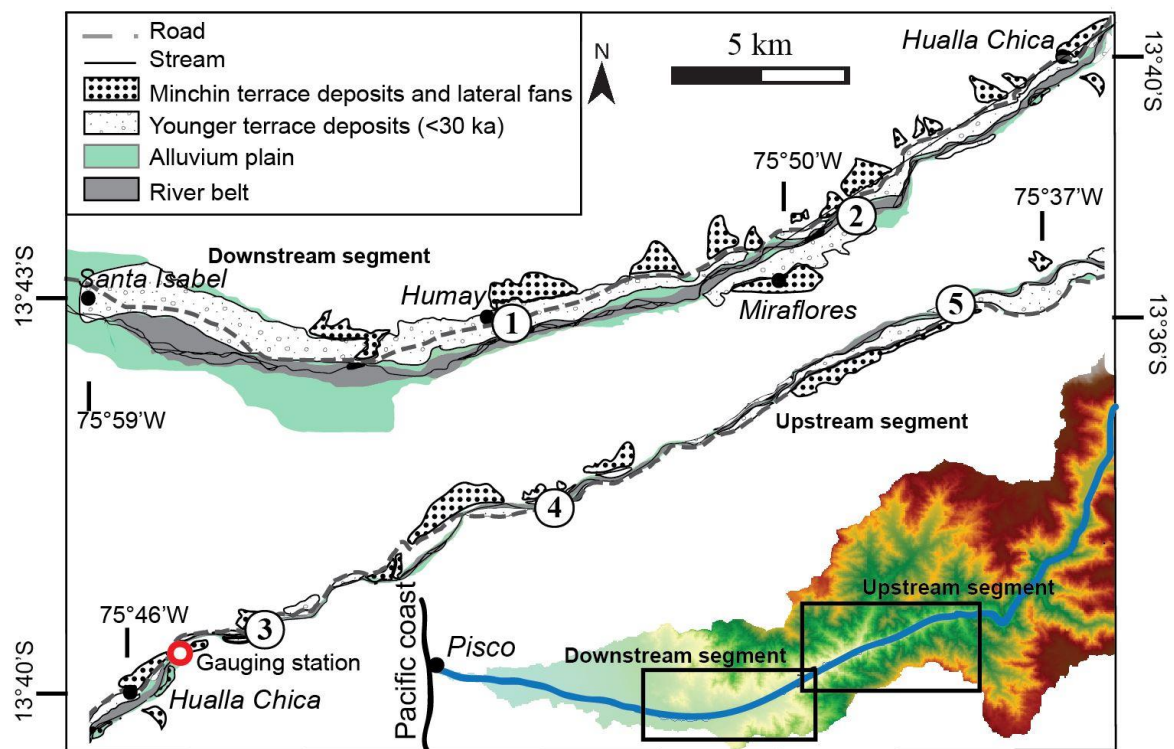 Road
Stream
Minchin terrace deposits and lateral fans
Younger terrace deposits (<30 ka)
Alluvium plain
River belt
N
5 km
Hualla Chica
13°40'S
75°50'W
2
75°37'W
Downstream segment
13°43'S
Santa Isabel
Humay
1
Miraflores
5
13°36'S
75°59'W
Upstream segment
4
75°46'W
3
Gauging station
13°40'S
Hualla Chica
Pacific coast
Pisco
Upstream segment
Downstream segment